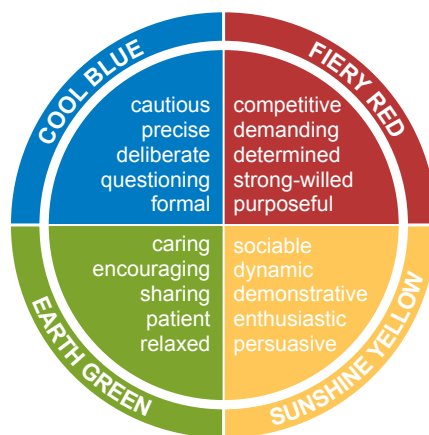 COOL BLUE
cautious
precise
deliberate
questioning
formal
FIERY RED
competitive
demanding
determined
strong-willed
purposeful
EARTH GREEN
caring
encouraging
sharing
patient
relaxed
SUNSHINE YELLOW
sociable
dynamic
demonstrative
enthusiastic
persuasive